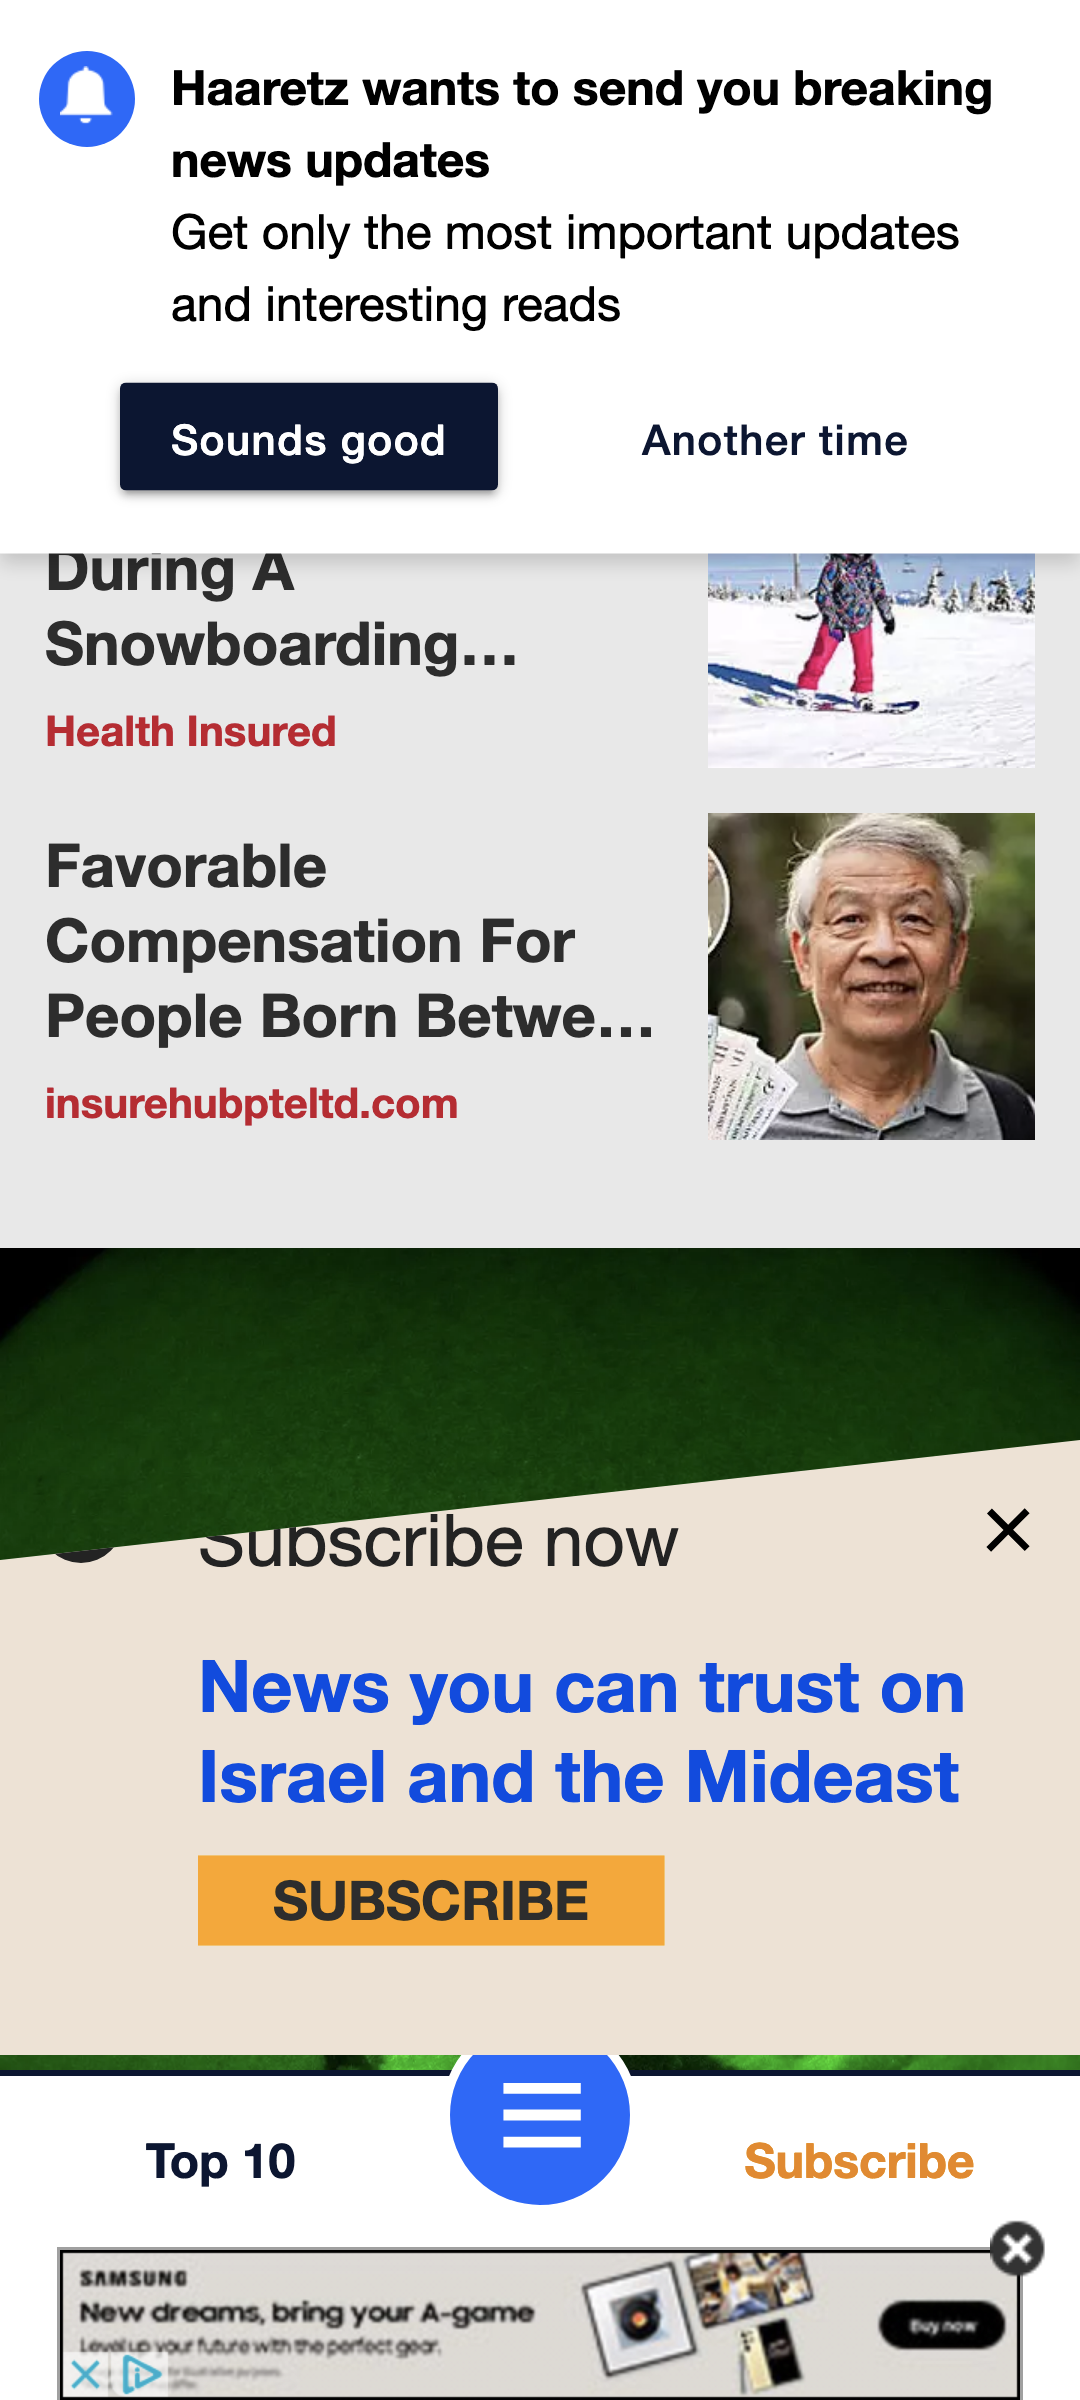 Haaretz wants to send you breaking
news updates
Get only the most important updates
and interesting reads
Sounds good
Another time
During A
Snowboarding…
Health Insured
Favorable
Compensation For
People Born Betwe…
insurehubpteltd.com
Subscribe now
News you can trust on
Israel and the Mideast
SUBSCRIBE
Top 10
Subscribe
SAMSUNG
New dreams, bring your A-game
Level up your future with the perfect gear.
Buy now